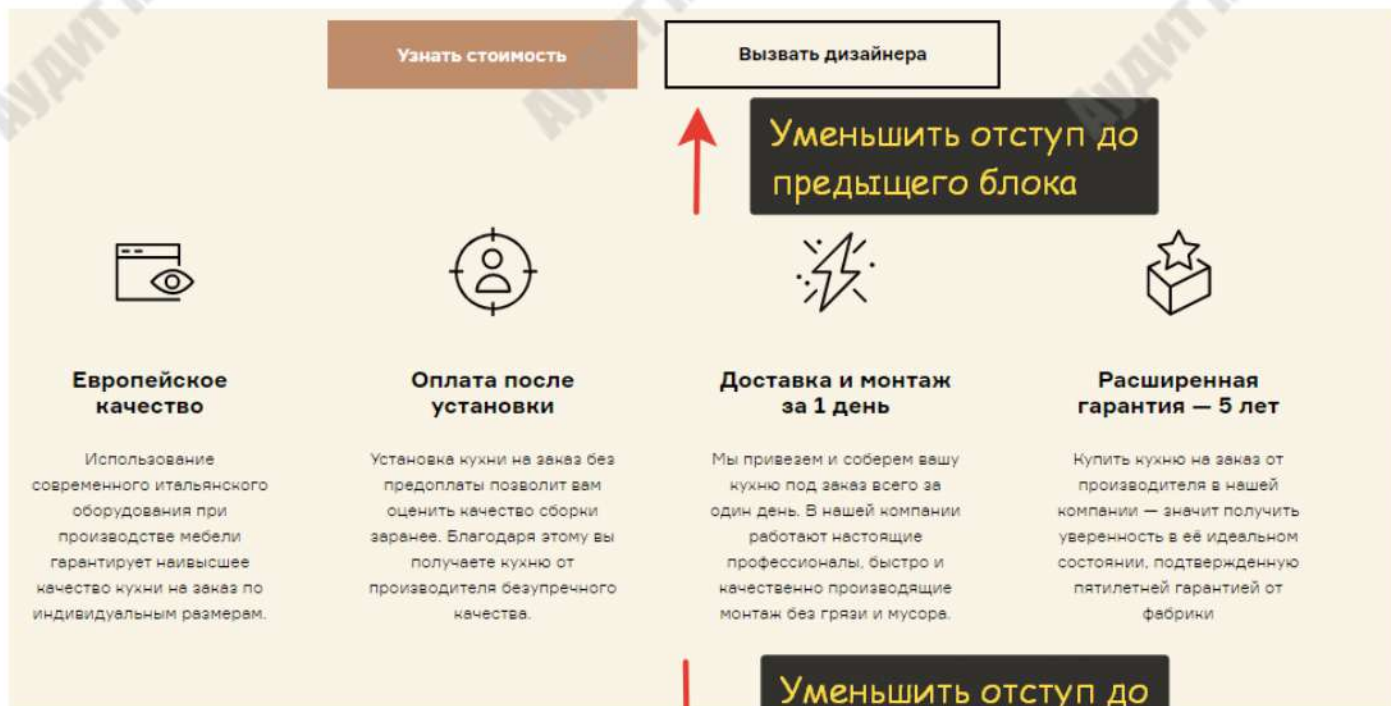 Узнать стоимость
Вызвать дизайнера
Уменьшить отступ до
предыщего блока
Европейское
качество
Использование
современного итальянского
оборудования при
производстве мебели
гарантирует наивысшее
качество кухни на заказ по
индивидуальным размерам.
Оплата после
установки
Установка кухни на заказ без
предоплаты позволит вам
оценить качество сборки
заранее. Благодаря этому вы
получаете кухню от
производителя безупречного
качества.
Доставка и монтаж
за 1 день
Мы привезем и соберем вашу
кухню под заказ всего за
один день. В нашей компании
работают настоящие
профессионалы, быстро и
качественно производящие
монтаж без грязи и мусора.
Расширенная
гарантия — 5 лет
Купить кухню на заказ от
производителя в нашей
компании — значит получить
уверенность в её идеальном
состоянии, подтвержденную
пятилетней гарантией от
фабрики
Уменьшить отступ до